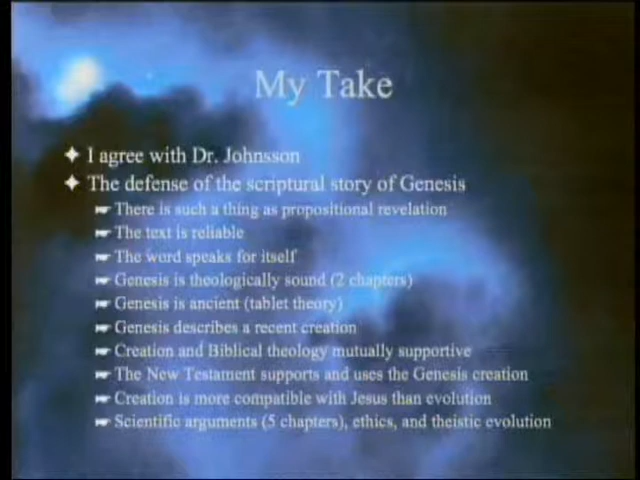 My Take
I agree with Dr. Johnsson
The defense of the scriptural story of Genesis
There is such a thing as propositional revelation
The text is reliable
The word speaks for itself
Genesis is theologically sound (2 chapters)
Genesis is ancient (tablet theory)
Genesis describes a recent creation
Creation and Biblical theology mutually supportive
The New Testament supports and uses the Genesis creation
Creation is more compatible with Jesus than evolution
Scientific arguments (5 chapters), ethics, and theistic evolution